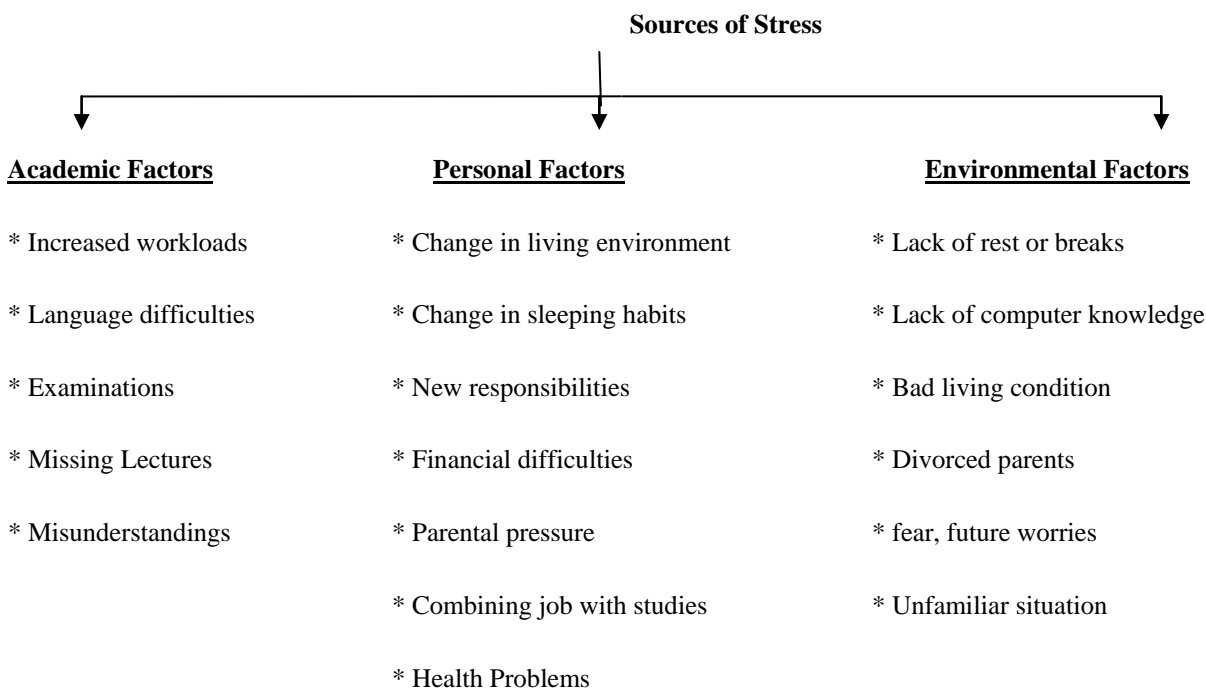 Sources of Stress
Academic Factors
* Increased workloads
* Language difficulties
* Examinations
* Missing Lectures
* Misunderstandings
Personal Factors
* Change in living environment
* Change in sleeping habits
* New responsibilities
* Financial difficulties
* Parental pressure
* Combining job with studies
* Health Problems
Environmental Factors
* Lack of rest or breaks
* Lack of computer knowledge
* Bad living condition
* Divorced parents
* fear, future worries
* Unfamiliar situation